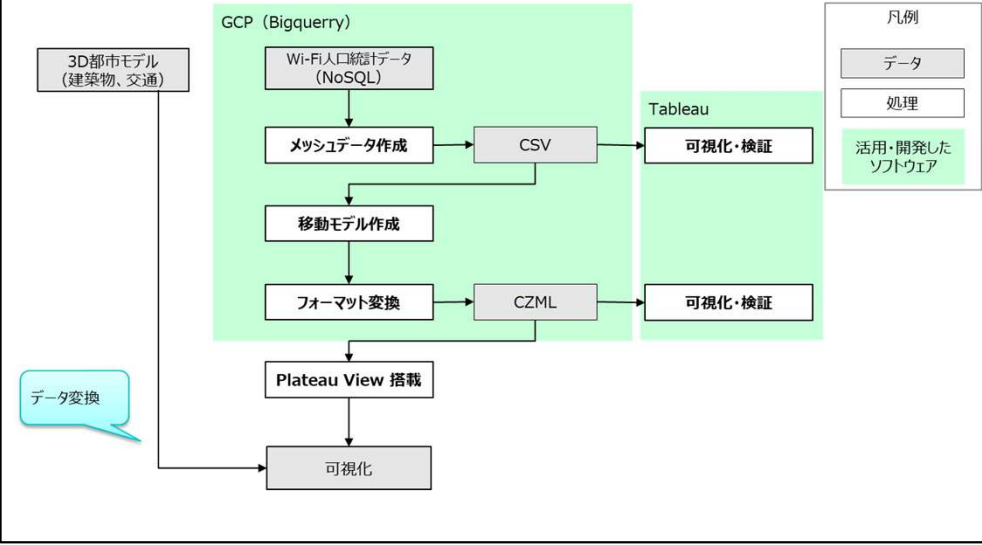 GCP（Bigquerry）
凡例
3D都市モデル
（建築物、交通）
Wi-Fi人口統計データ
（NoSQL）
データ
処理
Tableau
メッシュデータ作成
CSV
可視化・検証
活用・開発した
ソフトウェア
移動モデル作成
フォーマット変換
CZML
可視化・検証
Plateau View 搭載
データ変換
可視化